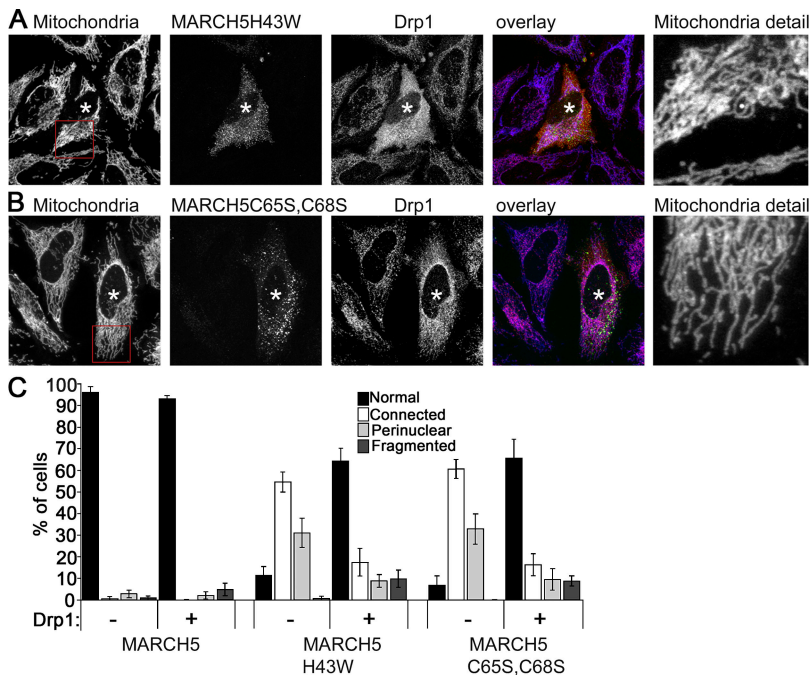 A Mitochondria MARCH5H43W Drp1 overlay Mitochondria detail
* * * *
B Mitochondria MARCH5C65S,C68S Drp1 overlay Mitochondria detail
* * * *
C
100
90
80
70
60
50
40
30
20
10
0
% of cells
Normal
Connected
Perinuclear
Fragmented
Drp1: - + - + - +
MARCH5 MARCH5 MARCH5
H43W C65S,C68S